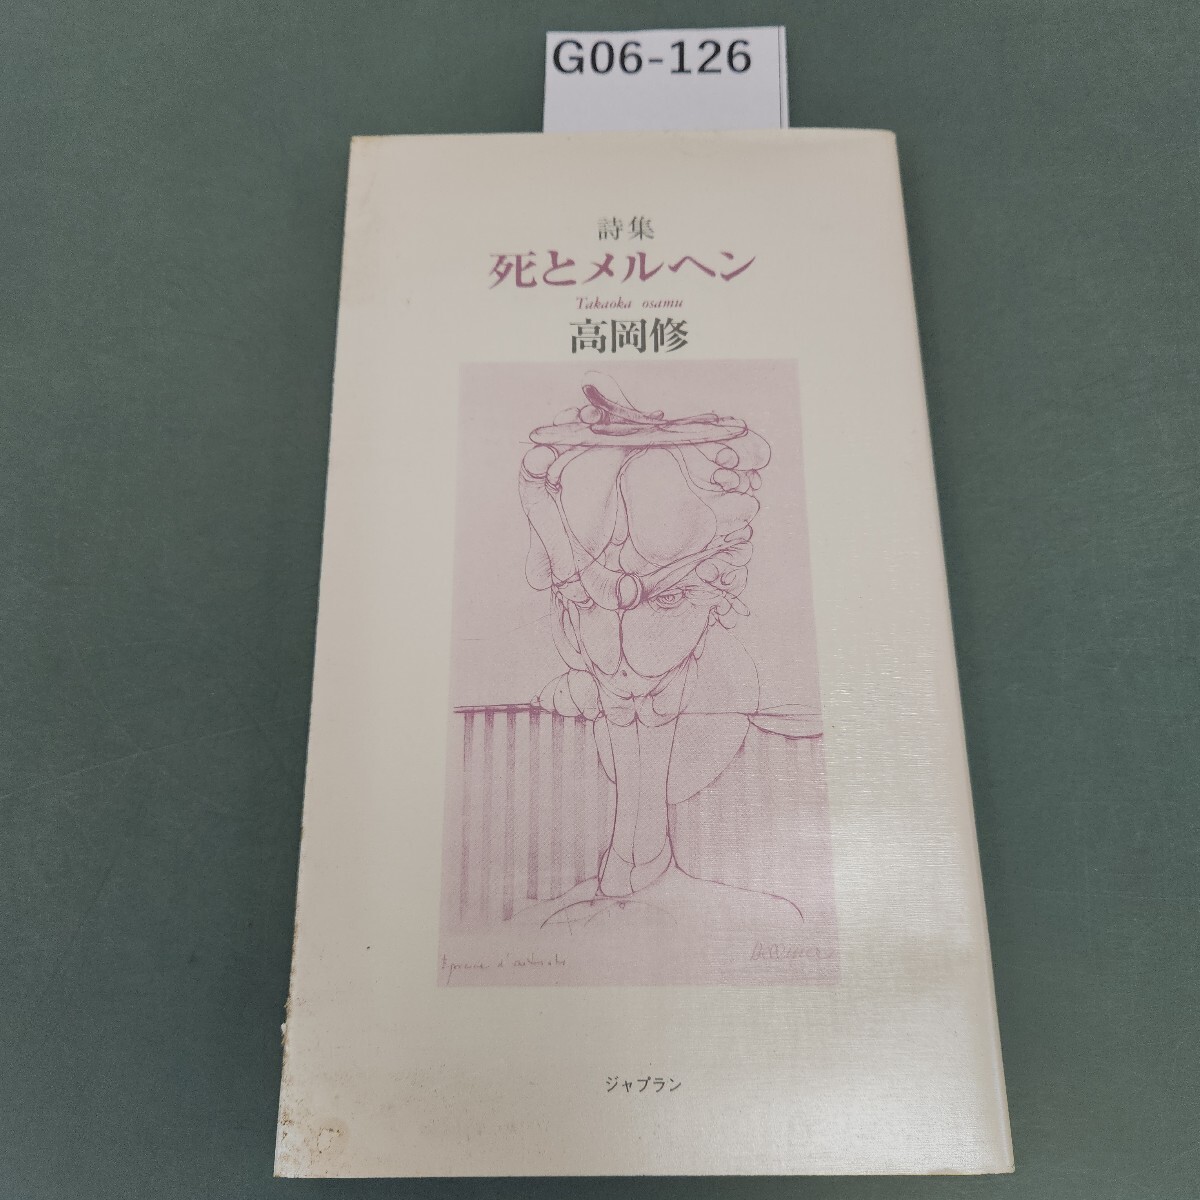 G06-126
詩集
死とメルヘン
Takaoka osamu
高岡修
ジャプラン